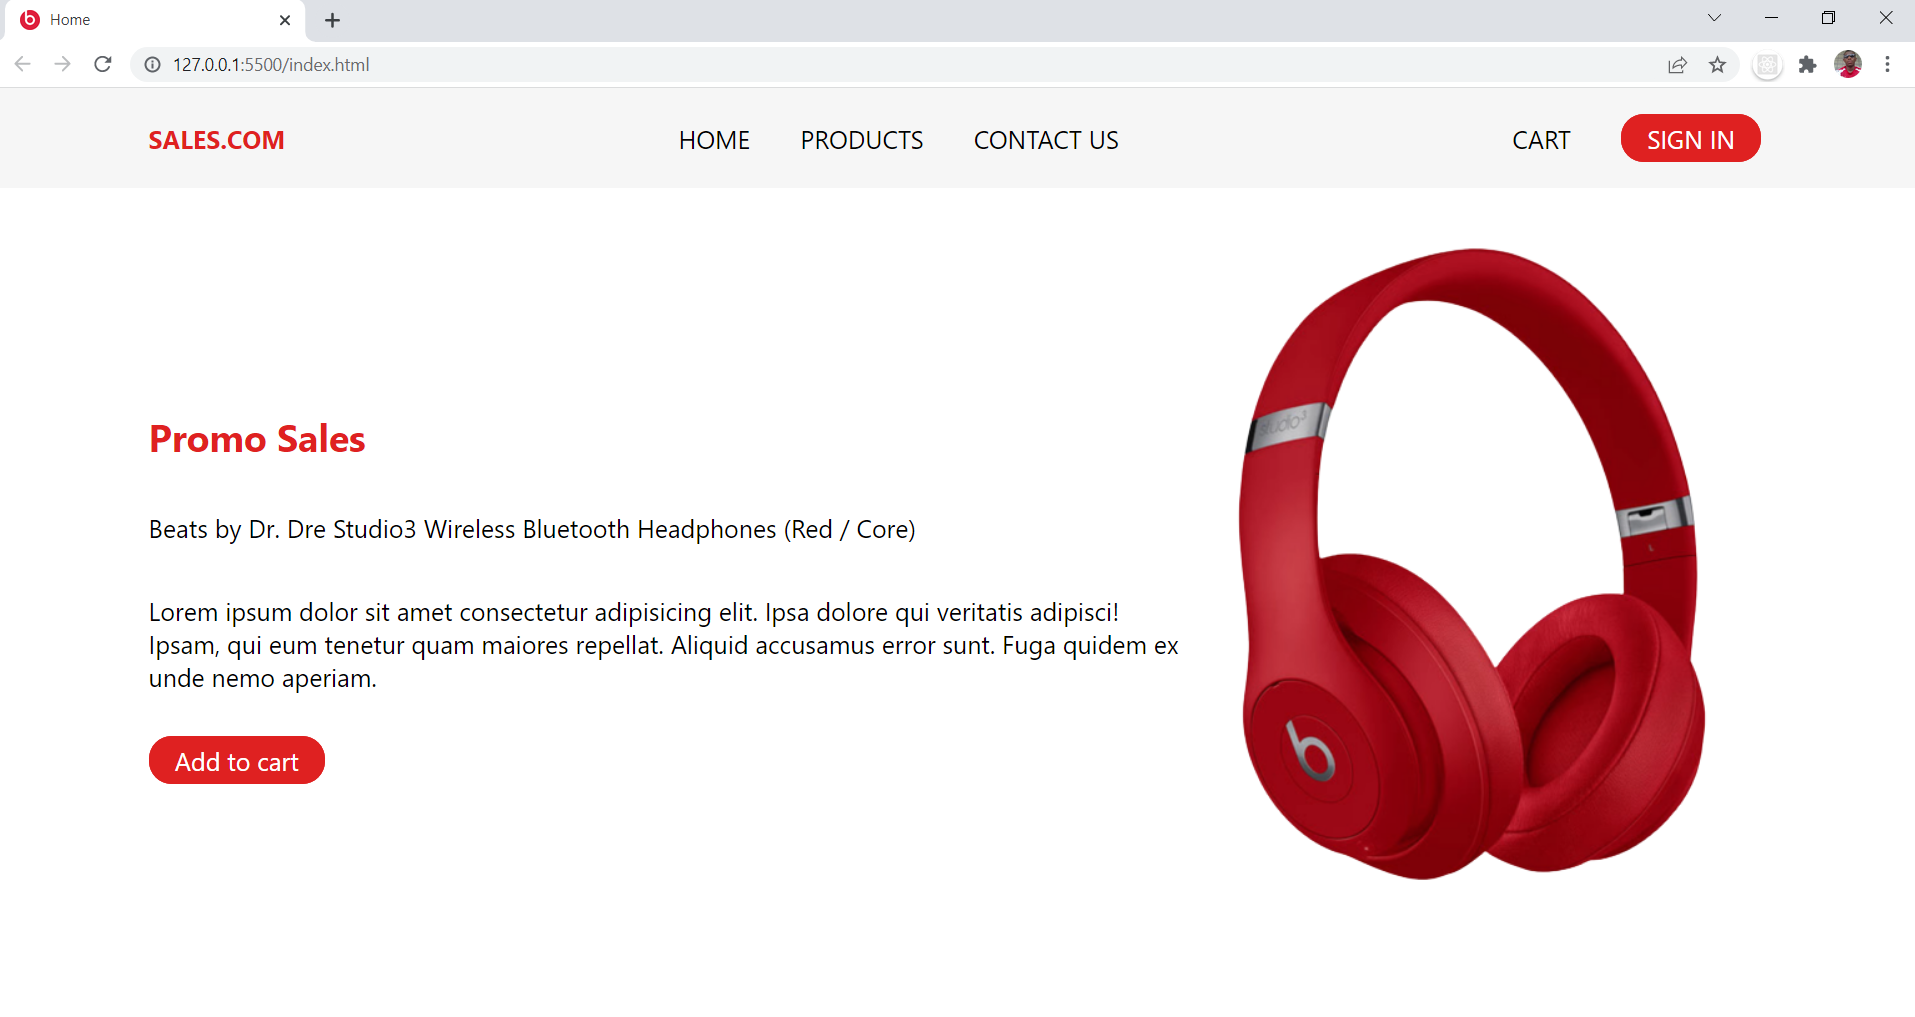 Home
127.0.0.1:5500/index.html
SALES.COM
HOME
PRODUCTS
CONTACT US
CART
SIGN IN
Promo Sales
Beats by Dr. Dre Studio3 Wireless Bluetooth Headphones (Red / Core)
Lorem ipsum dolor sit amet consectetur adipisicing elit. Ipsa dolore qui veritatis adipisci!
Ipsam, qui eum tenetur quam maiores repellat. Aliquid accusamus error sunt. Fuga quidem ex
unde nemo aperiam.
Add to cart
studio3
L
b